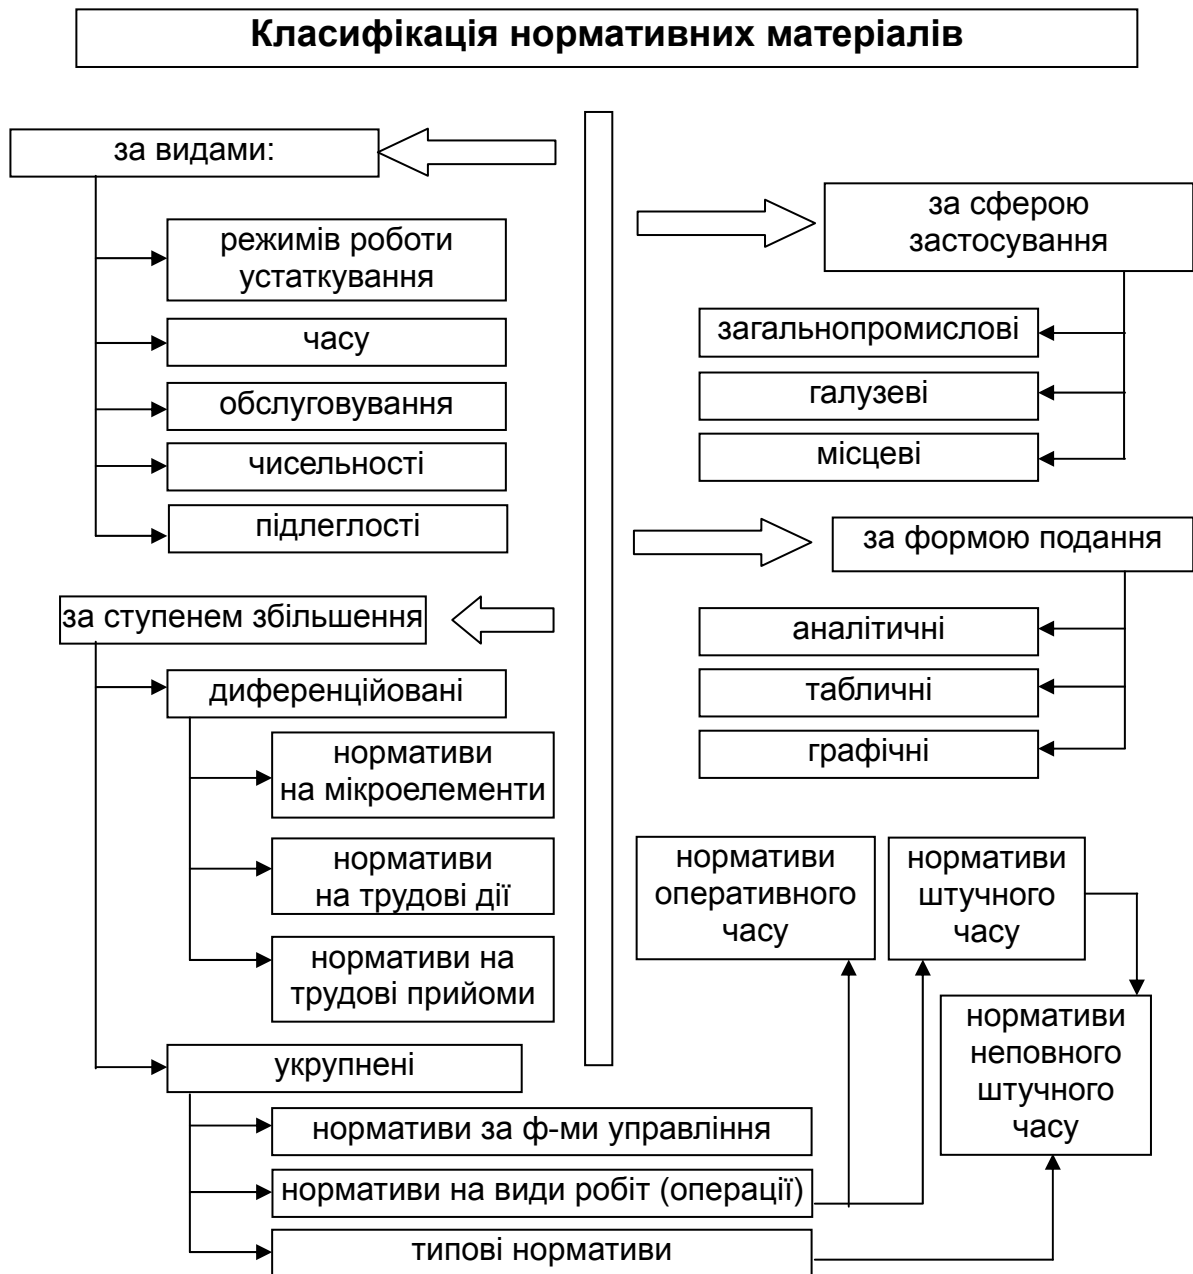 Класифікація нормативних матеріалів
за видами:
режимів роботи
устаткування
часу
обслуговування
чисельності
підлеглості
за ступенем збільшення
диференційовані
нормативи
на мікроелементи
нормативи
на трудові дії
нормативи на
трудові прийоми
укрупнені
нормативи за ф-ми управління
нормативи на види робіт (операції)
типові нормативи
за сферою
застосування
загальнопромислові
галузеві
місцеві
за формою подання
аналітичні
табличні
графічні
нормативи
оперативного
часу
нормативи
штучного
часу
нормативи
неповного
штучного
часу